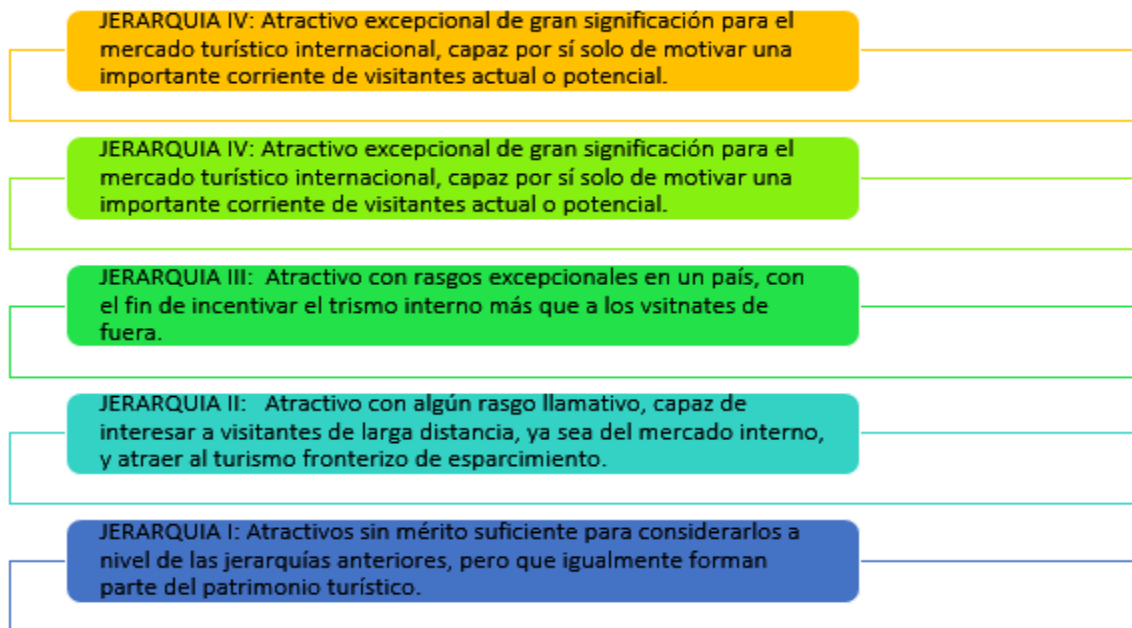 JERARQUIA IV: Atractivo excepcional de gran significación para el
mercado turístico internacional, capaz por sí solo de motivar una
importante corriente de visitantes actual o potencial.
JERARQUIA IV: Atractivo excepcional de gran significación para el
mercado turístico internacional, capaz por sí solo de motivar una
importante corriente de visitantes actual o potencial.
JERARQUIA III: Atractivo con rasgos excepcionales en un país, con
el fin de incentivar el trismo interno más que a los vsitnates de
fuera.
JERARQUIA II: Atractivo con algún rasgo llamativo, capaz de
interesar a visitantes de larga distancia, ya sea del mercado interno,
y atraer al turismo fronterizo de esparcimiento.
JERARQUIA I: Atractivos sin mérito suficiente para considerarlos a
nivel de las jerarquías anteriores, pero que igualmente forman
parte del patrimonio turístico.